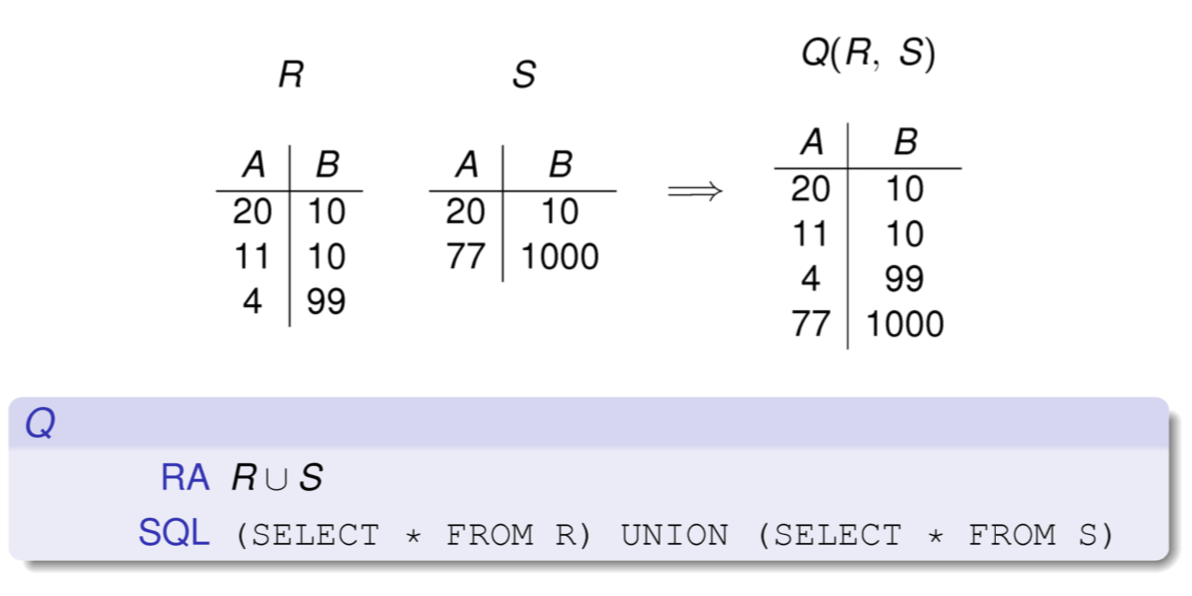 Q(R, S)
R S
A B A B ⟹ A B
20 10 20 10 20 10
11 10 77 1000 11 10
4 99 4 99
77 1000
Q
RA R ∪ S
SQL (SELECT * FROM R) UNION (SELECT * FROM S)